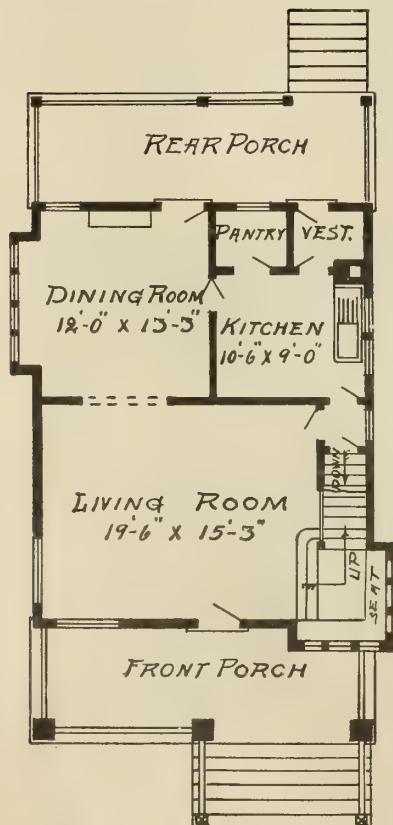 REAR PORCH
PANTRY
VEST.
DINING ROOM
12'-0" X 13'-3"
KITCHEN
10'-6" X 9'-0"
DOWN
LIVING ROOM
19'-6" X 15'-3"
UP
SEAT
FRONT PORCH